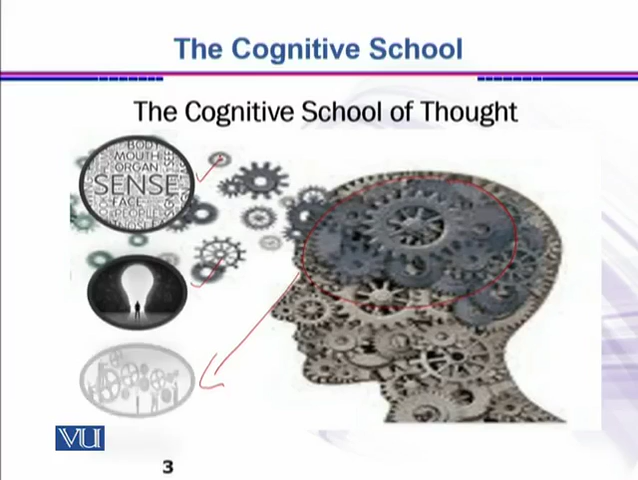 The Cognitive School
The Cognitive School of Thought
BODY
MOUTH
ORGAN
SENSE
FACE
PEOPLE
VU
3